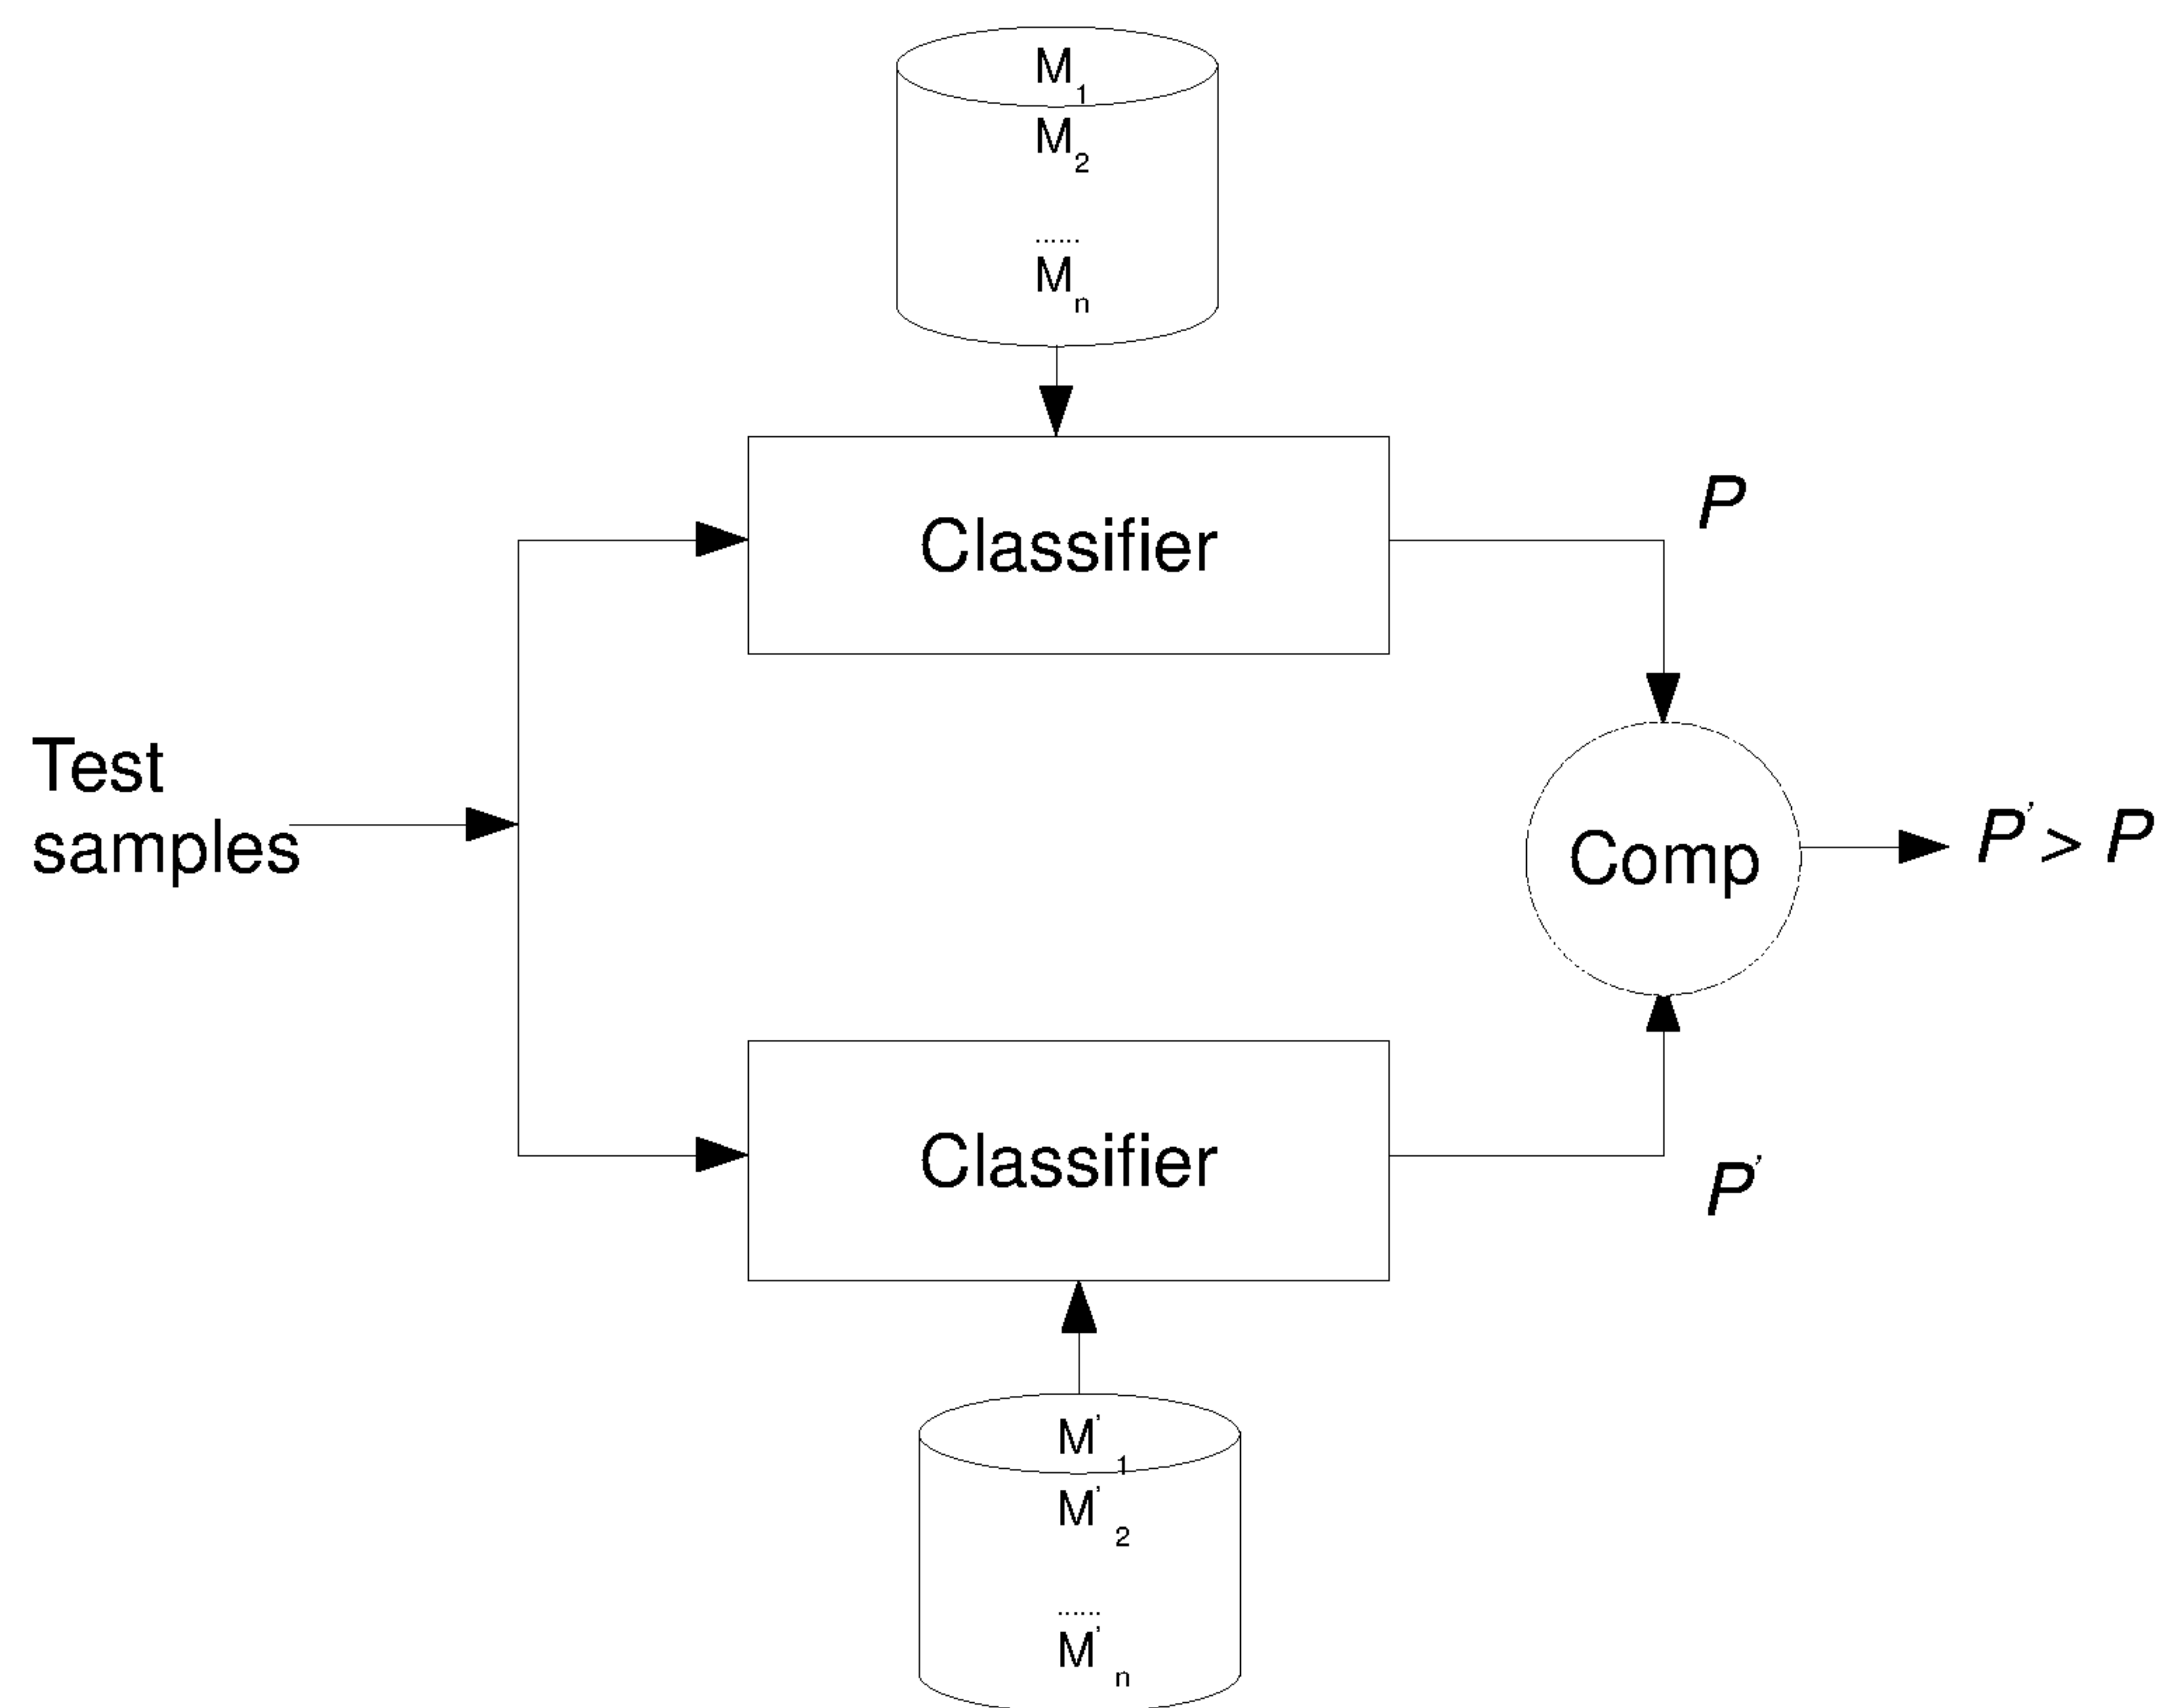 M1
M2
......
Mn
Classifier
P
Test
samples
Comp
P' > P
Classifier
P'
M'1
M'2
......
M'n